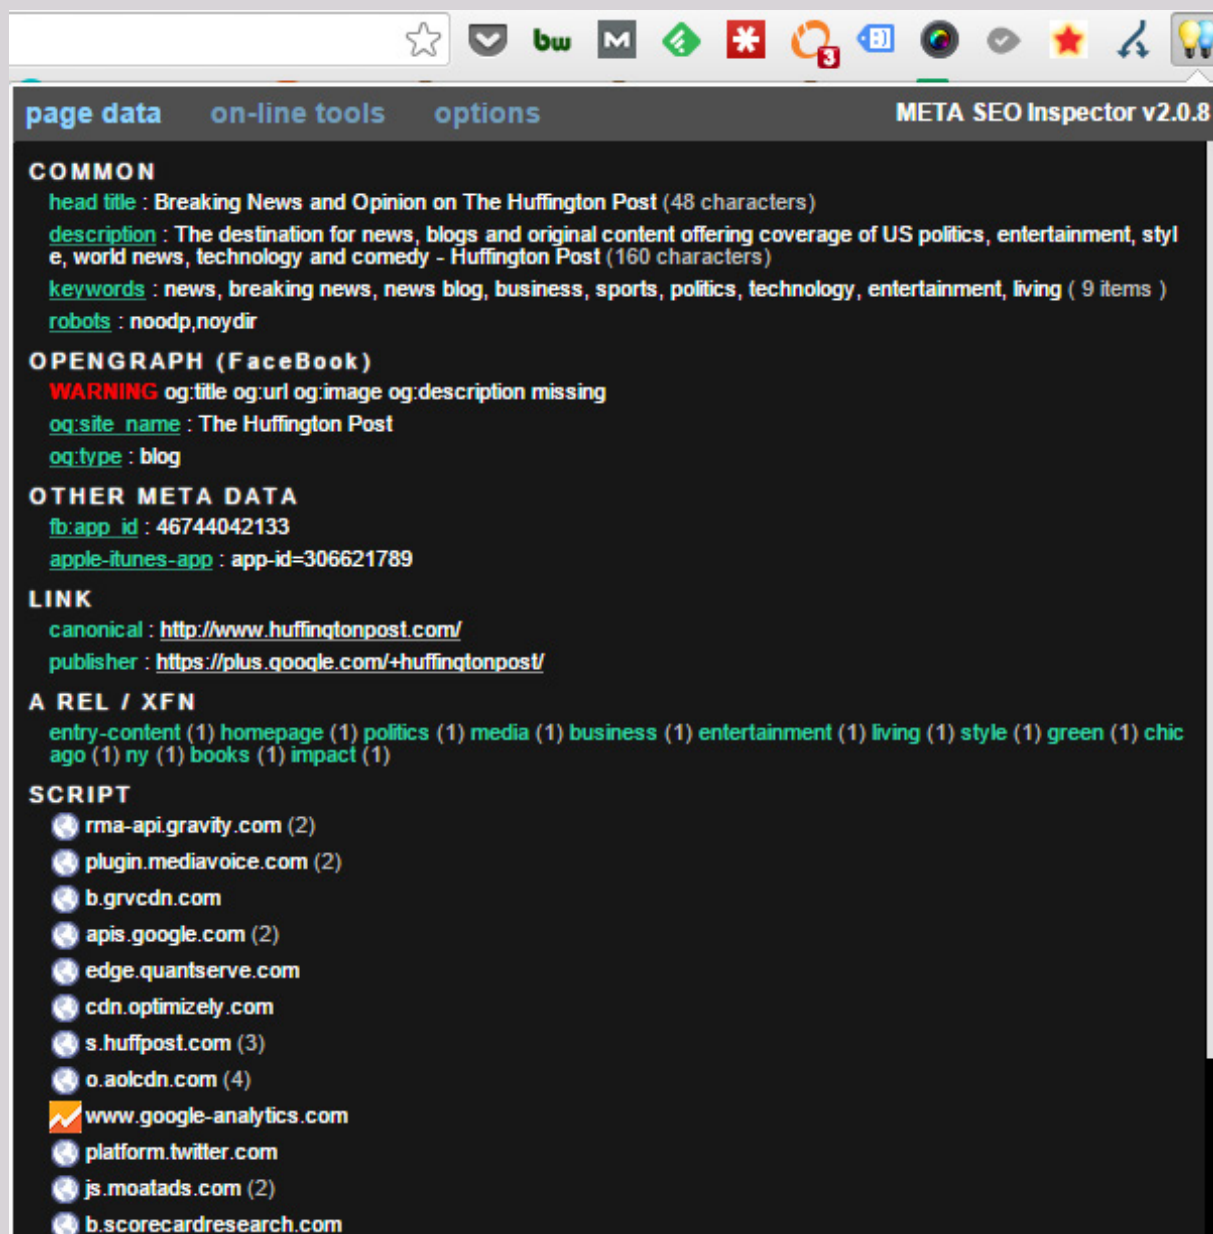 bw M 3
page data on-line tools options META SEO Inspector v2.0.8
COMMON
head title : Breaking News and Opinion on The Huffington Post (48 characters)
description : The destination for news, blogs and original content offering coverage of US politics, entertainment, styl
e, world news, technology and comedy - Huffington Post (160 characters)
keywords : news, breaking news, news blog, business, sports, politics, technology, entertainment, living ( 9 items )
robots : noodp,noydir
OPENGRAPH (FaceBook)
WARNING og:title og:url og:image og:description missing
og:site_name : The Huffington Post
og:type : blog
OTHER META DATA
fb:app_id : 46744042133
apple-itunes-app : app-id=306621789
LINK
canonical : http://www.huffingtonpost.com/
publisher : https://plus.google.com/+huffingtonpost/
A REL / XFN
entry-content (1) homepage (1) politics (1) media (1) business (1) entertainment (1) living (1) style (1) green (1) chic
ago (1) ny (1) books (1) impact (1)
SCRIPT
rma-api.gravity.com (2)
plugin.mediavoice.com (2)
b.grvcdn.com
apis.google.com (2)
edge.quantserve.com
cdn.optimizely.com
s.huffpost.com (3)
o.aolcdn.com (4)
www.google-analytics.com
platform.twitter.com
js.moatads.com (2)
b.scorecardresearch.com